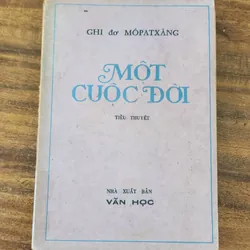 GHI đơ MÔPATXĂNG
MỘT
CUỘC ĐỜI
TIỂU THUYẾT
NHÀ XUẤT BẢN
VĂN HỌC